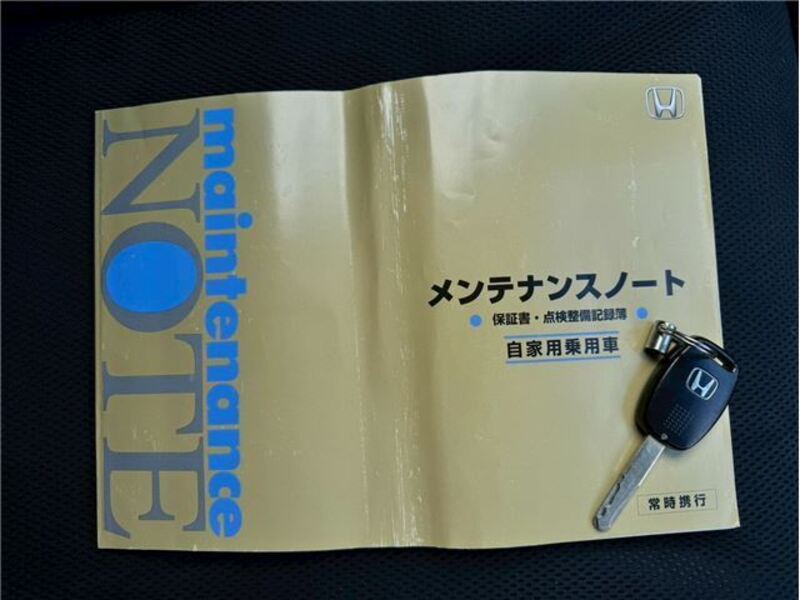 maintenance
NOTE
メンテナンスノート
保証書・点検整備記録簿
自家用乗用車
常時携行